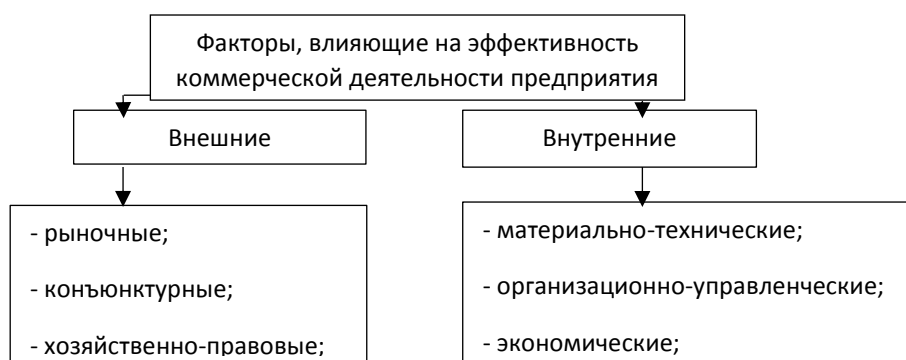 Факторы, влияющие на эффективность
коммерческой деятельности предприятия
Внешние
Внутренние
- рыночные;
- конъюнктурные;
- хозяйственно-правовые;
- материально-технические;
- организационно-управленческие;
- экономические;